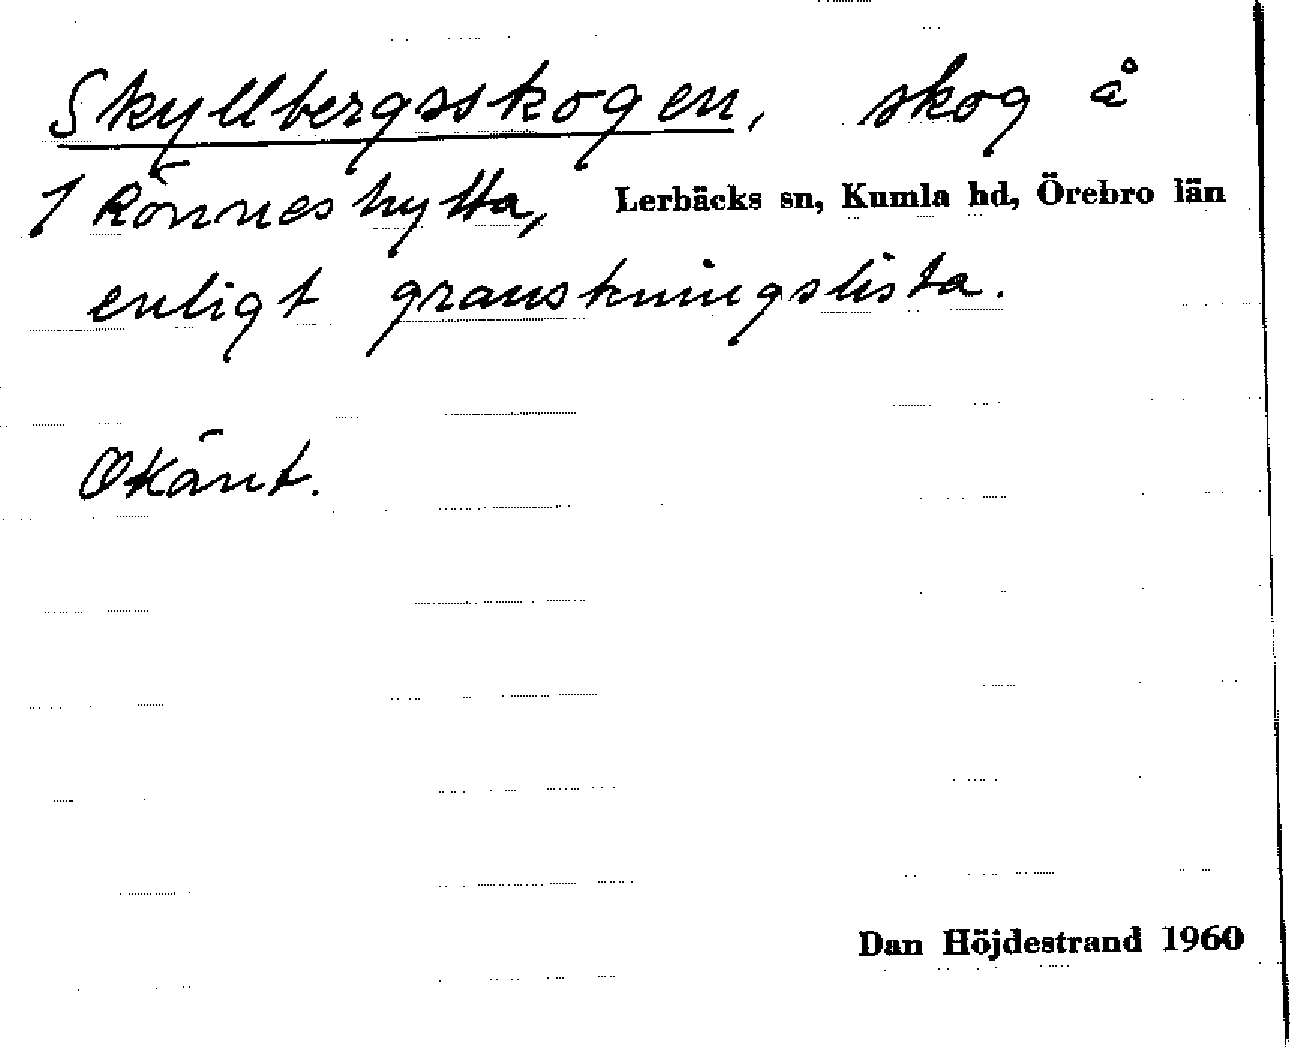 Skyllbergsskogen, skog å
1 Rönneshytta, Lerbäcks sn, Kumla hd, Örebro län
enligt granskningslista.
Okänt.
Dan Höjdestrand 1960